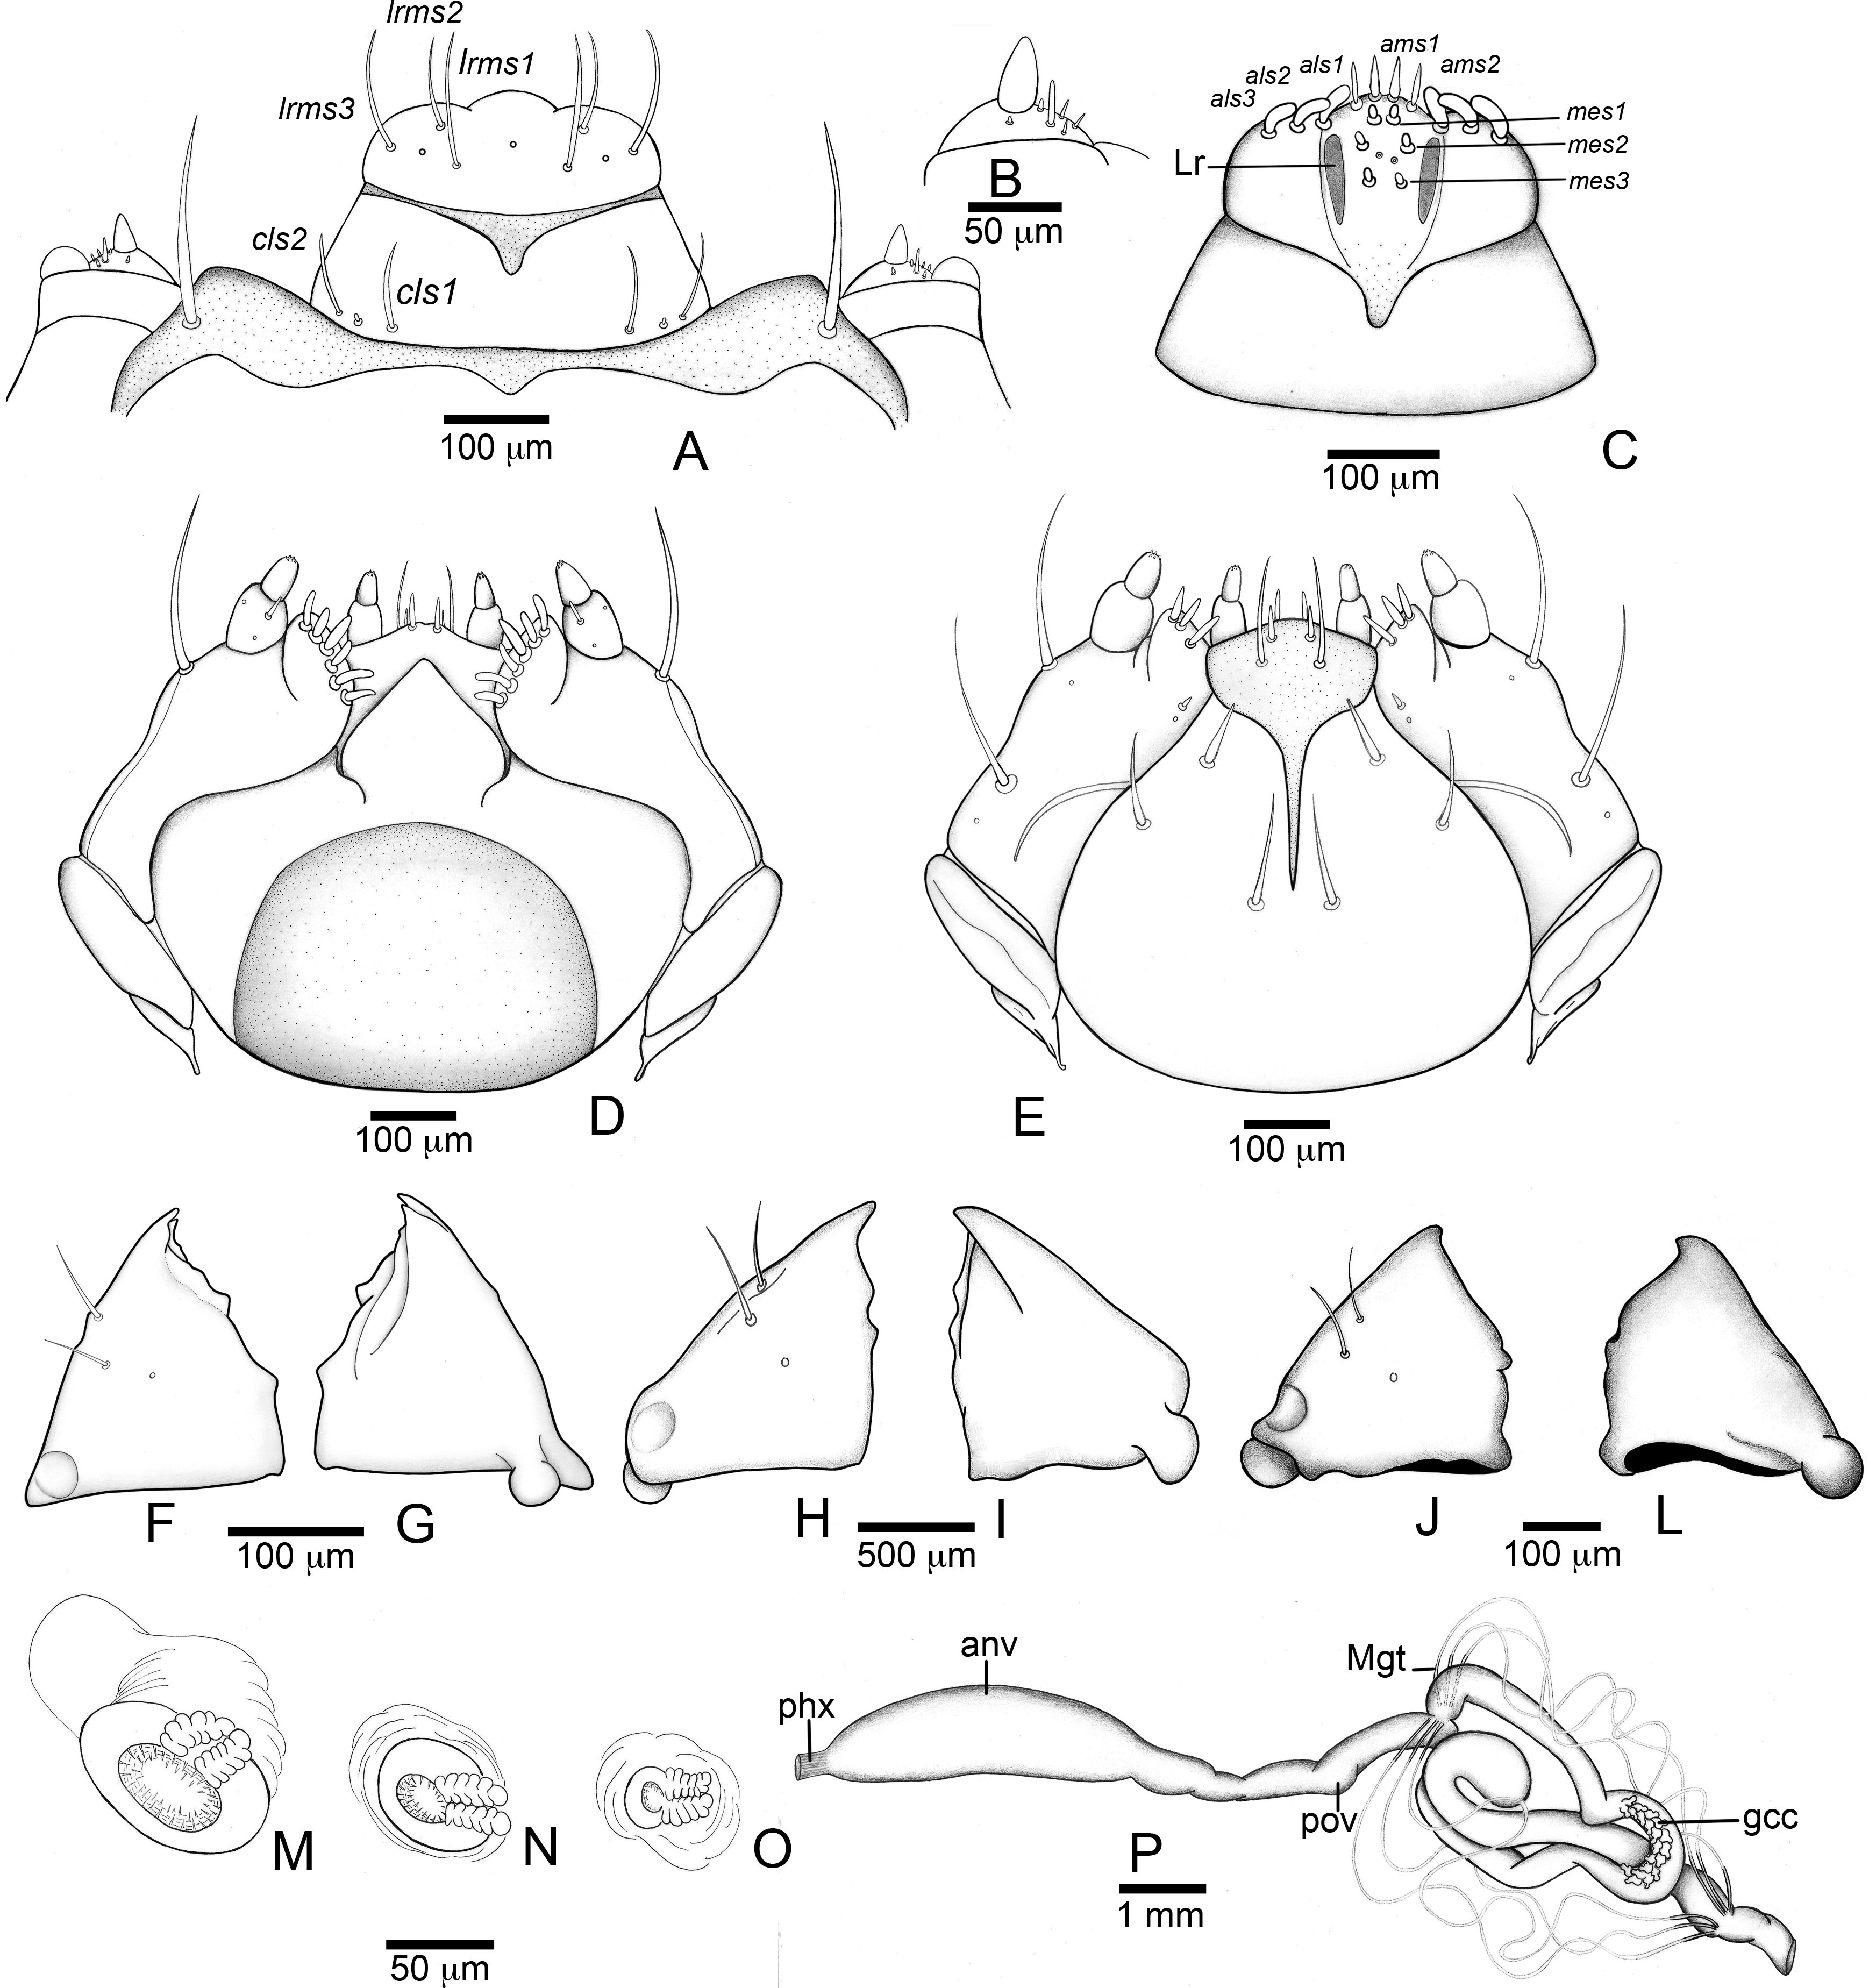 lrms2
lrms1
lrms3
cls2
cls1
100 µm
A
B
50 µm
ams1
als1
ams2
als2
als3
mes1
mes2
mes3
Lr
100 µm
C
D
100 µm
E
100 µm
F
G
100 µm
H
I
500 µm
J
L
100 µm
M
N
O
50 µm
anv
Mgt
phx
pov
gcc
P
1 mm